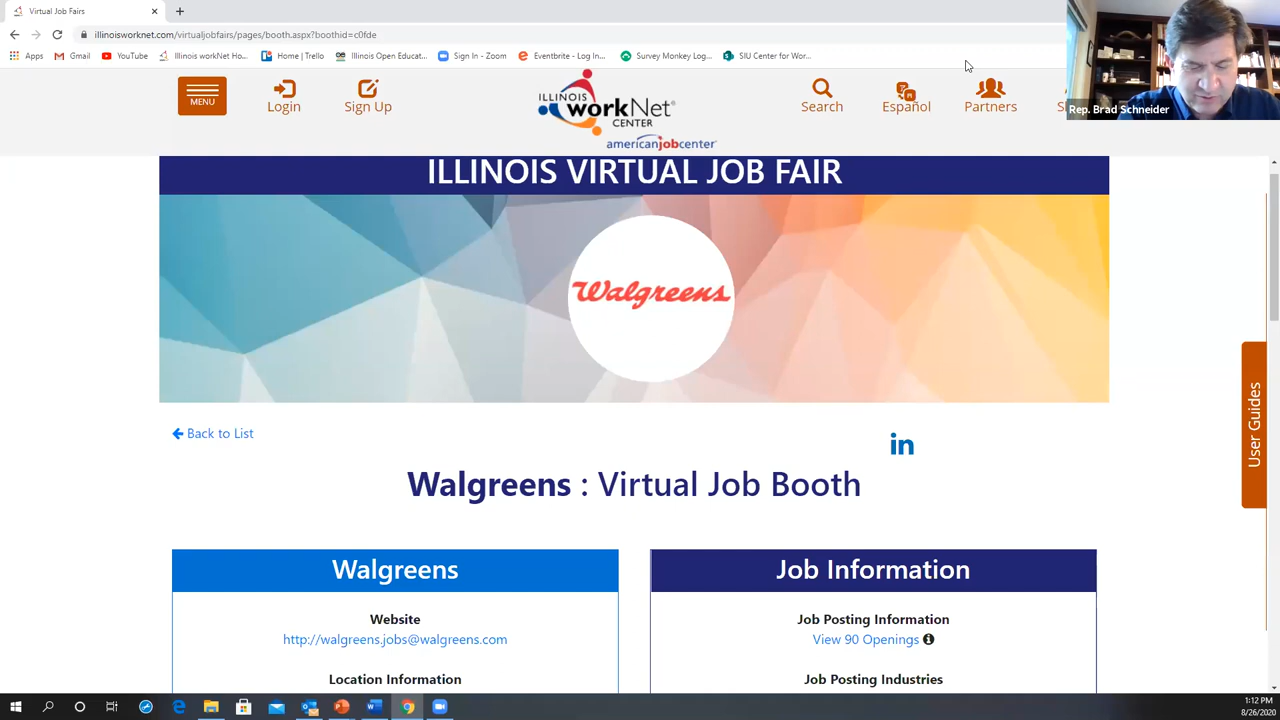 Virtual Job Fairs
illinoisworknet.com/virtualjobfairs/pages/booth.aspx?boothid=c0fde
Apps Gmail YouTube Illinois workNet Ho... Home | Trello Illinois Open Educat... Sign In - Zoom Eventbrite - Log In... Survey Monkey Log... SIU Center for Wor...
MENU
Login
Sign Up
ILLINOIS
workNet®
CENTER
americanjobcenter
Search
Español
Partners
Rep. Brad Schneider
ILLINOIS VIRTUAL JOB FAIR
Walgreens
Back to List
in
Walgreens : Virtual Job Booth
User Guides
Walgreens
Website
http://walgreens.jobs@walgreens.com
Location Information
Job Information
Job Posting Information
View 90 Openings
Job Posting Industries
1:12 PM
8/26/2020